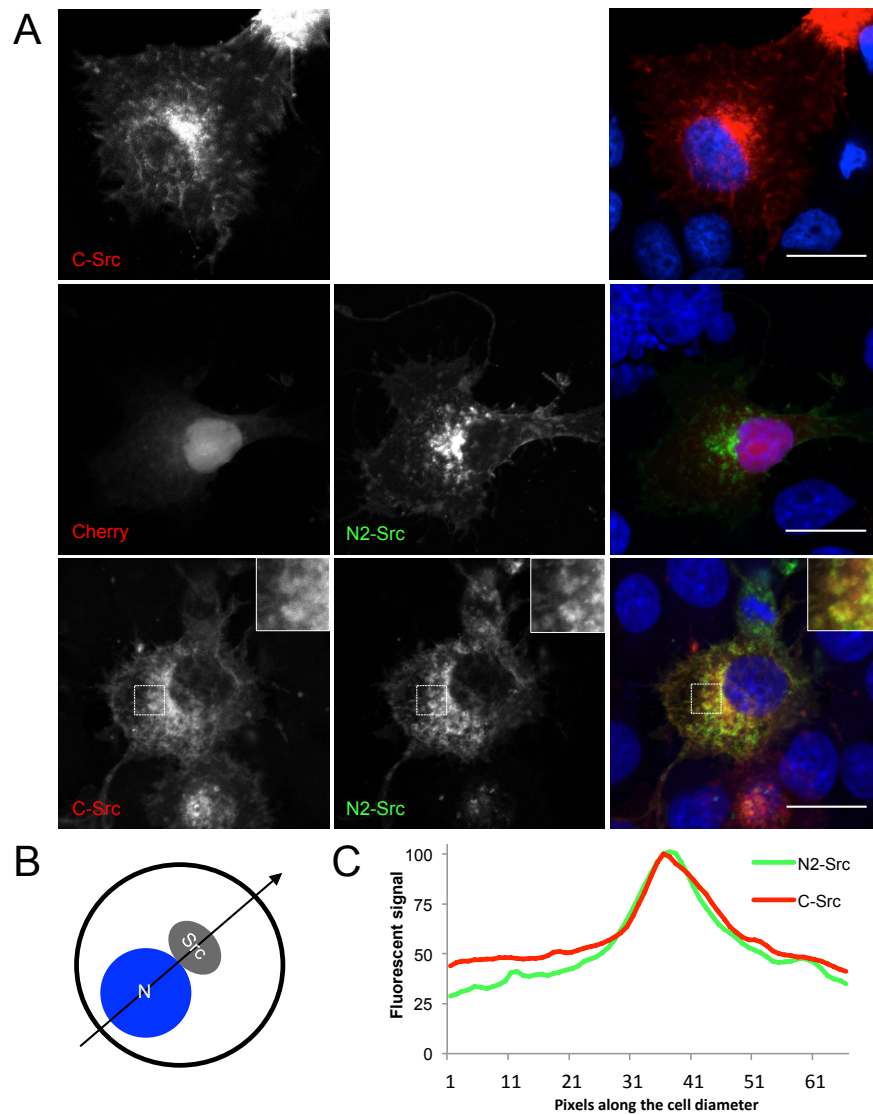 A
C-Src
Cherry
N2-Src
C-Src
N2-Src
B
Src
N
C
Fluorescent signal
100
75
50
25
0
N2-Src
C-Src
1 11 21 31 41 51 61
Pixels along the cell diameter